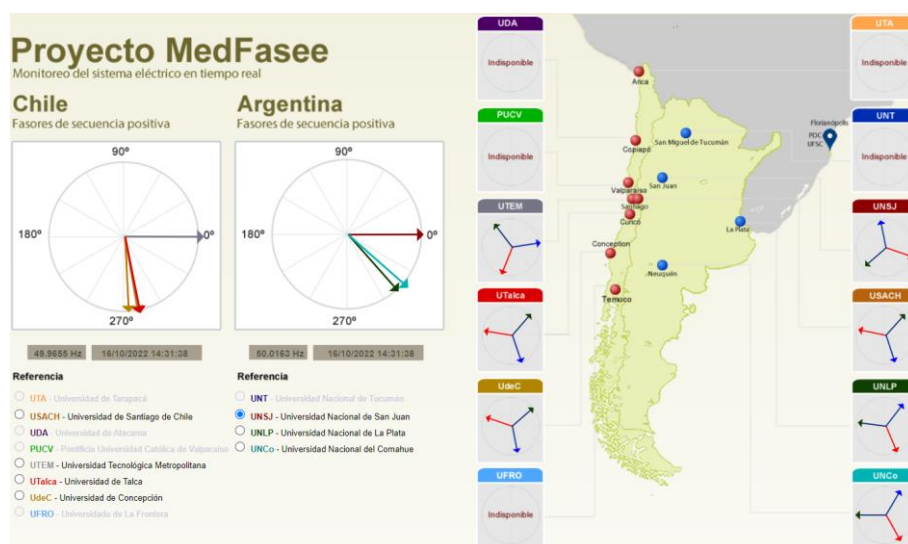 Proyecto MedFasee
Monitoreo del sistema eléctrico en tiempo real
Chile
Fasores de secuencia positiva
90º
180º
0º
270º
49.9655 Hz
16/10/2022 14:31:38
Referencia
UTA - Universidad de Tarapacá
USACH - Universidad de Santiago de Chile
UDA - Universidad de Atacama
PUCV - Pontificio Universidad Católica de Valparaíso
UTEM - Universidad Tecnológica Metropolitana
UTalca - Universidad de Talca
UdeC - Universidad de Concepción
UFRO - Universidade de La Frontera
Argentina
Fasores de secuencia positiva
90º
180º
0º
270º
50.0163 Hz
16/10/2022 14:31:38
Referencia
UNT - Universidad Nacional de Tucumán
UNSJ - Universidad Nacional de San Juan
UNLP - Universidad Nacional de La Plata
UNCo - Universidad Nacional del Comahue
UDA
Indisponible
PUCV
Indisponible
UTEM
UTalca
UdeC
UFRO
Indisponible
Arica
Copiapó
San Miguel de Tucumán
Valparaíso
San Juan
Santiago
Curicó
La Plata
Conception
Neuquén
Temuco
Florianópolis
PDC
UFSC
UTA
Indisponible
UNT
Indisponible
UNSJ
USACH
UNLP
UNCo